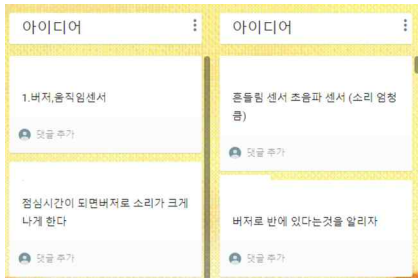 아이디어
1.버저,움직임센서
댓글 추가
점심시간이 되면버저로 소리가 크게
나게 한다
댓글 추가
아이디어
흔들림 센서 초음파 센서 (소리 엄청
큼)
댓글 추가
버저로 반에 있다는것을 알리자
댓글 추가